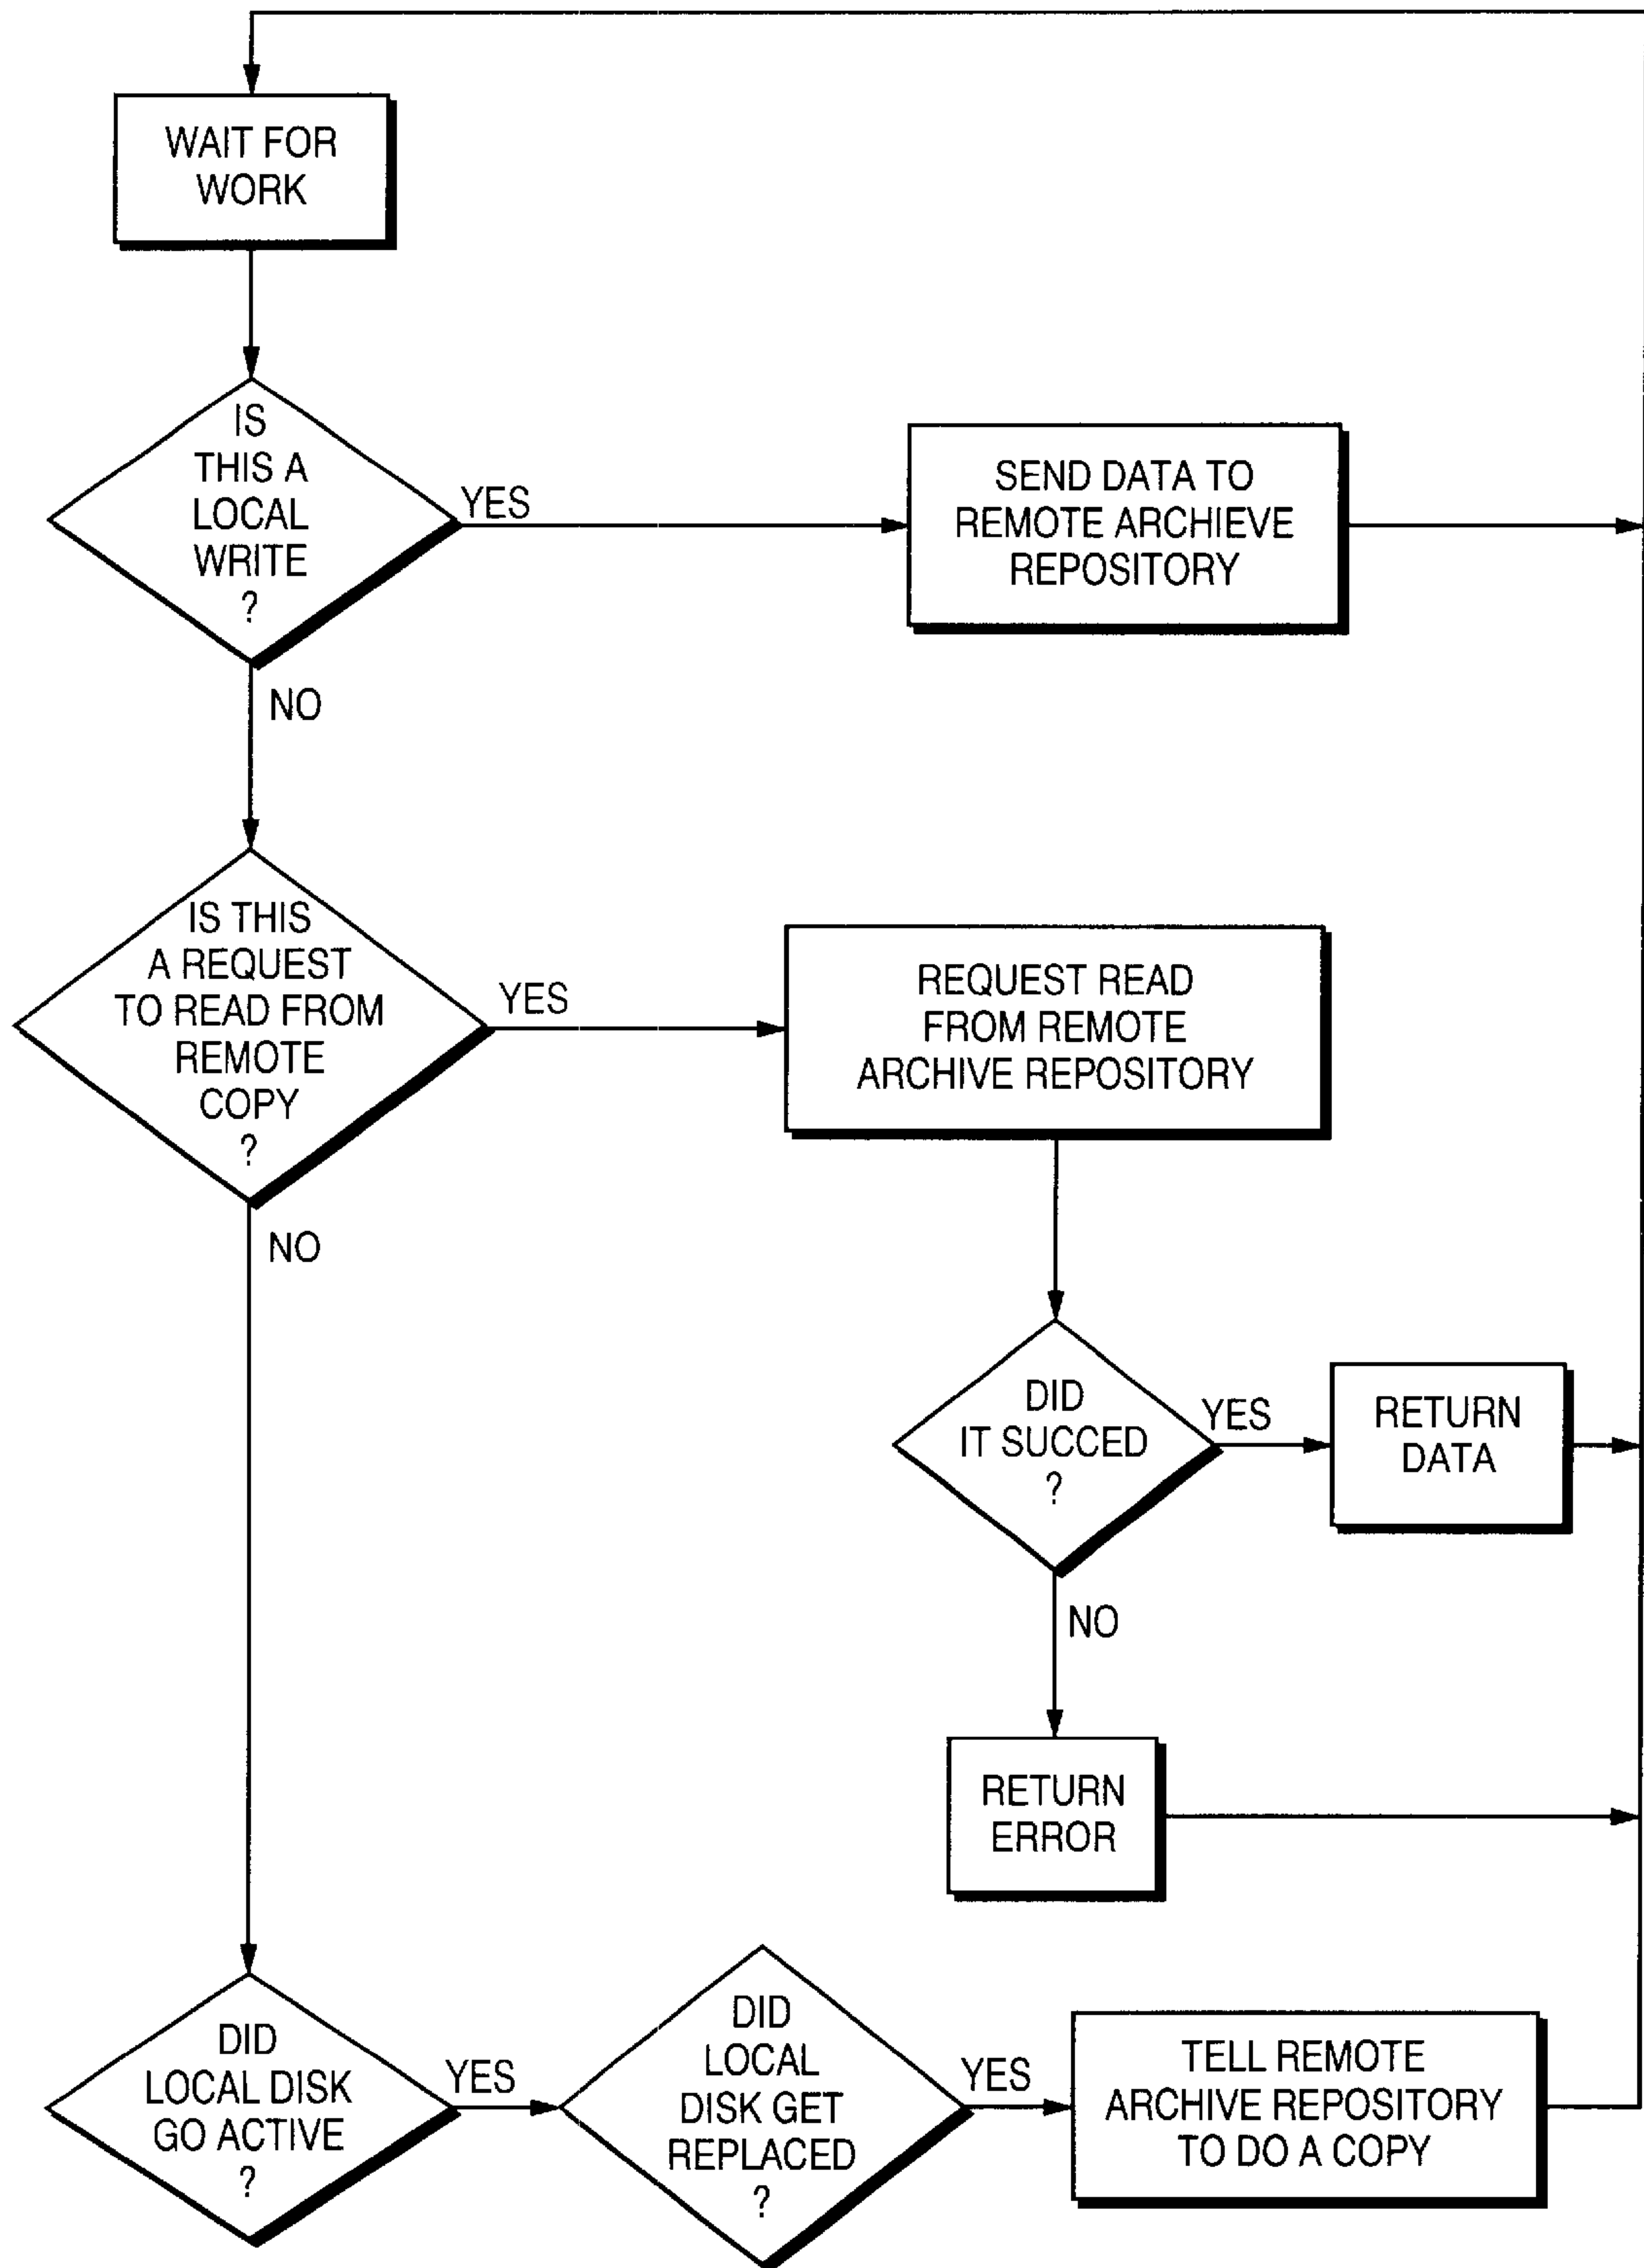 WAIT FOR
WORK
IS
THIS A
LOCAL
WRITE
?
YES
SEND DATA TO
REMOTE ARCHIEVE
REPOSITORY
NO
IS THIS
A REQUEST
TO READ FROM
REMOTE
COPY
?
YES
REQUEST READ
FROM REMOTE
ARCHIVE REPOSITORY
NO
DID
IT SUCCED
?
YES
RETURN
DATA
NO
RETURN
ERROR
DID
LOCAL DISK
GO ACTIVE
?
YES
DID
LOCAL
DISK GET
REPLACED
?
YES
TELL REMOTE
ARCHIVE REPOSITORY
TO DO A COPY